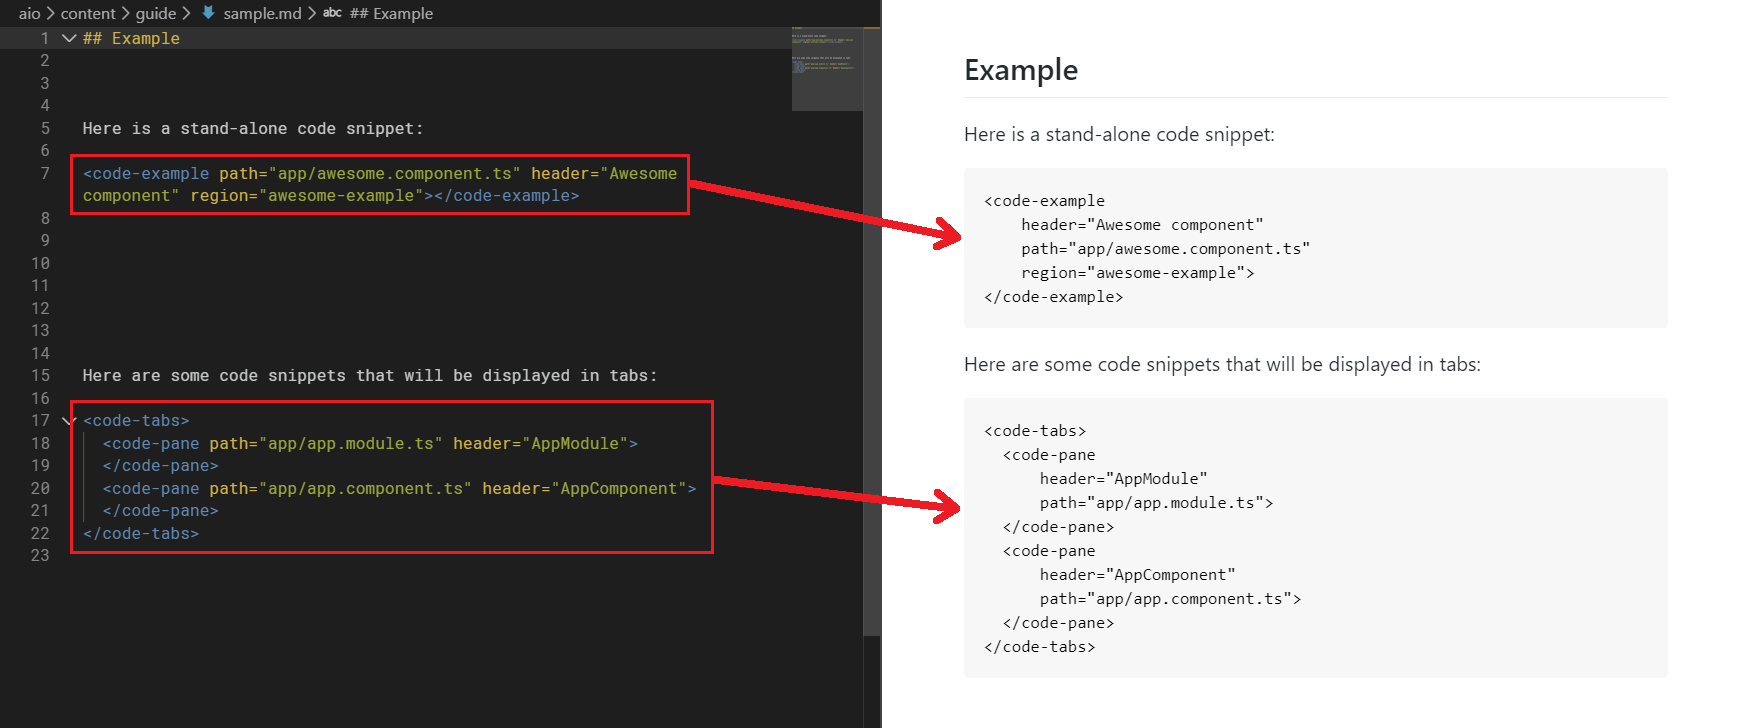 aio > content > guide > sample.md > abc ## Example
1 ## Example
2
3
4
5 Here is a stand-alone code snippet:
6
7 <code-example path="app/awesome.component.ts" header="Awesome
component" region="awesome-example"></code-example>
8
9
10
11
12
13
14
15 Here are some code snippets that will be displayed in tabs:
16
17 <code-tabs>
18 <code-pane path="app/app.module.ts" header="AppModule">
19 </code-pane>
20 <code-pane path="app/app.component.ts" header="AppComponent">
21 </code-pane>
22 </code-tabs>
23
Example
Here is a stand-alone code snippet:
<code-example
header="Awesome component"
path="app/awesome.component.ts"
region="awesome-example">
</code-example>
Here are some code snippets that will be displayed in tabs:
<code-tabs>
<code-pane
header="AppModule"
path="app/app.module.ts">
</code-pane>
<code-pane
header="AppComponent"
path="app/app.component.ts">
</code-pane>
</code-tabs>